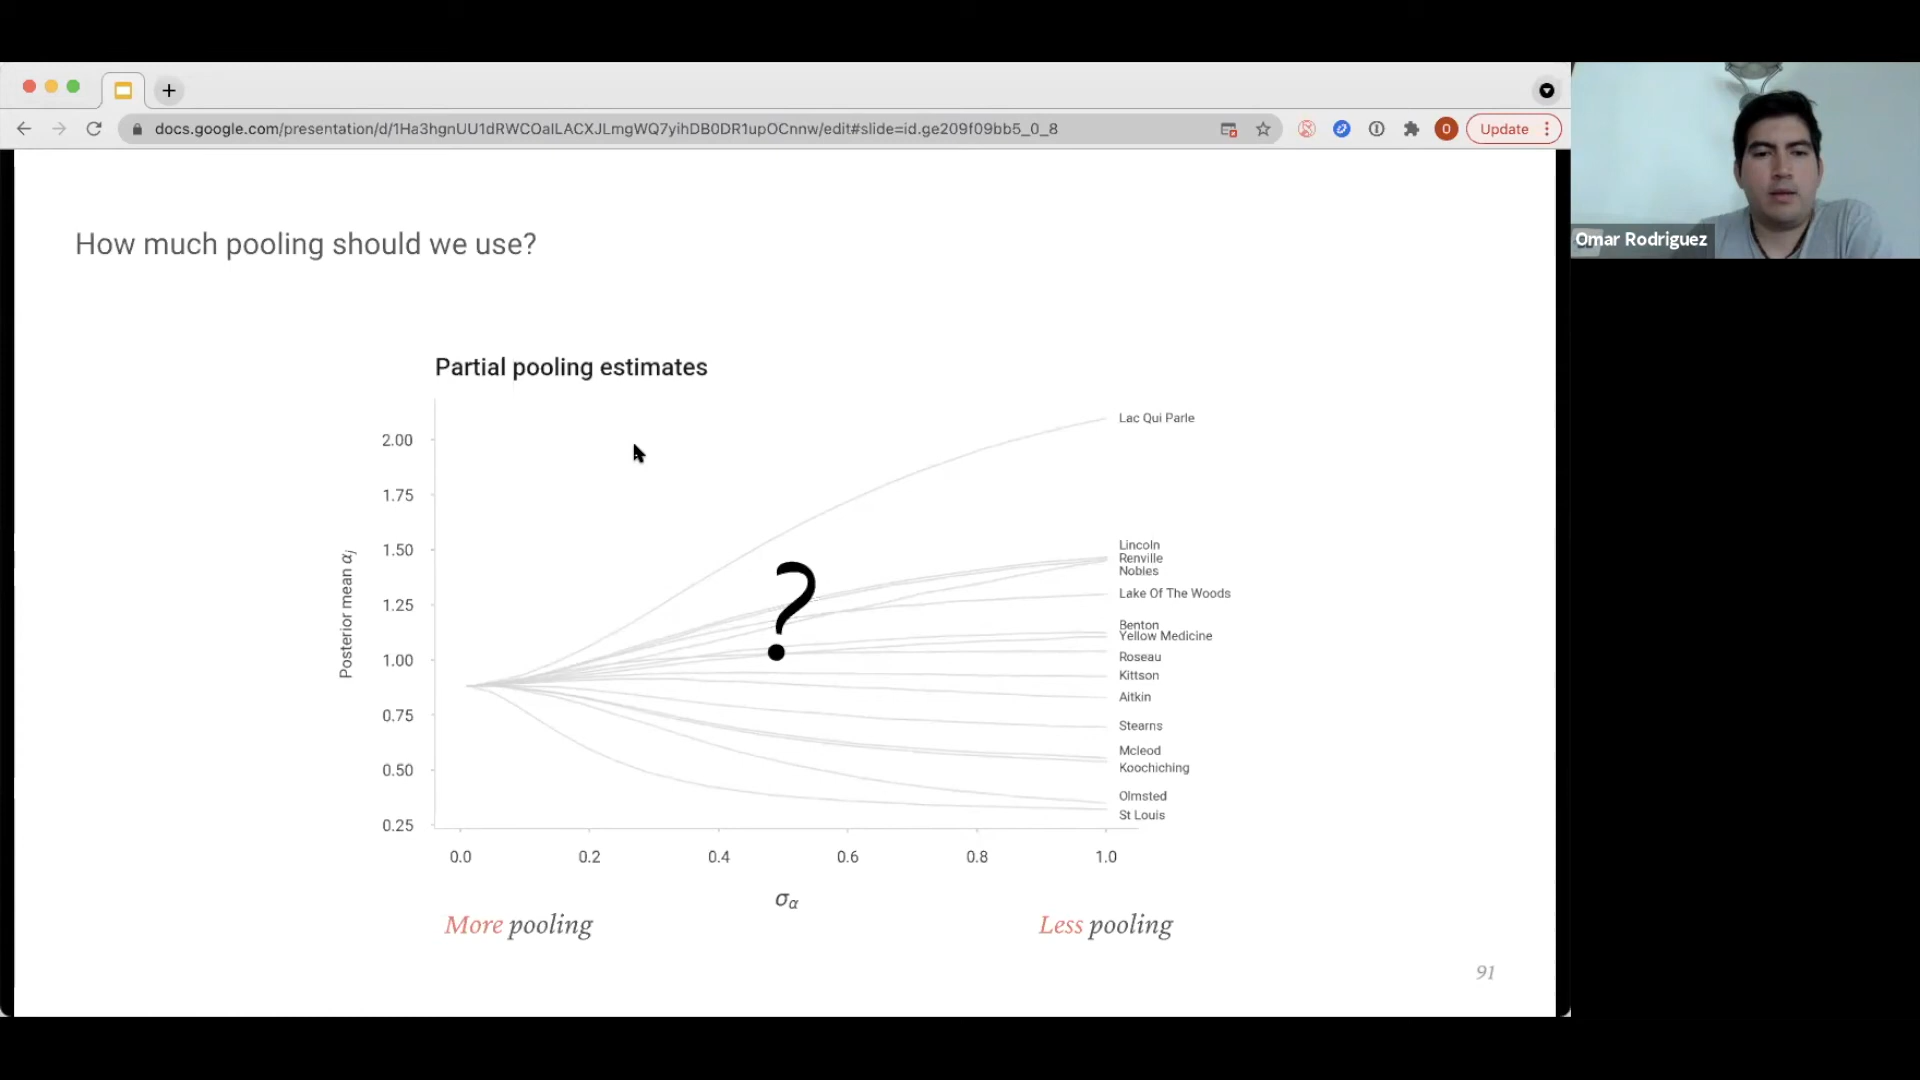 docs.google.com/presentation/d/1Ha3hgnUU1dRWCOalLACXJLmgWQ7yihDB0DR1upOCnnw/edit#slide=id.ge209f09bb5_0_8
O
Update
Omar Rodriguez
How much pooling should we use?
Partial pooling estimates
Posterior mean αj
2.00
1.75
1.50
1.25
1.00
0.75
0.50
0.25
?
Lac Qui Parle
Lincoln
Renville
Nobles
Lake Of The Woods
Benton
Yellow Medicine
Roseau
Kittson
Aitkin
Stearns
Mcleod
Koochiching
Olmsted
St Louis
0.0 0.2 0.4 0.6 0.8 1.0
σα
More pooling
Less pooling
91